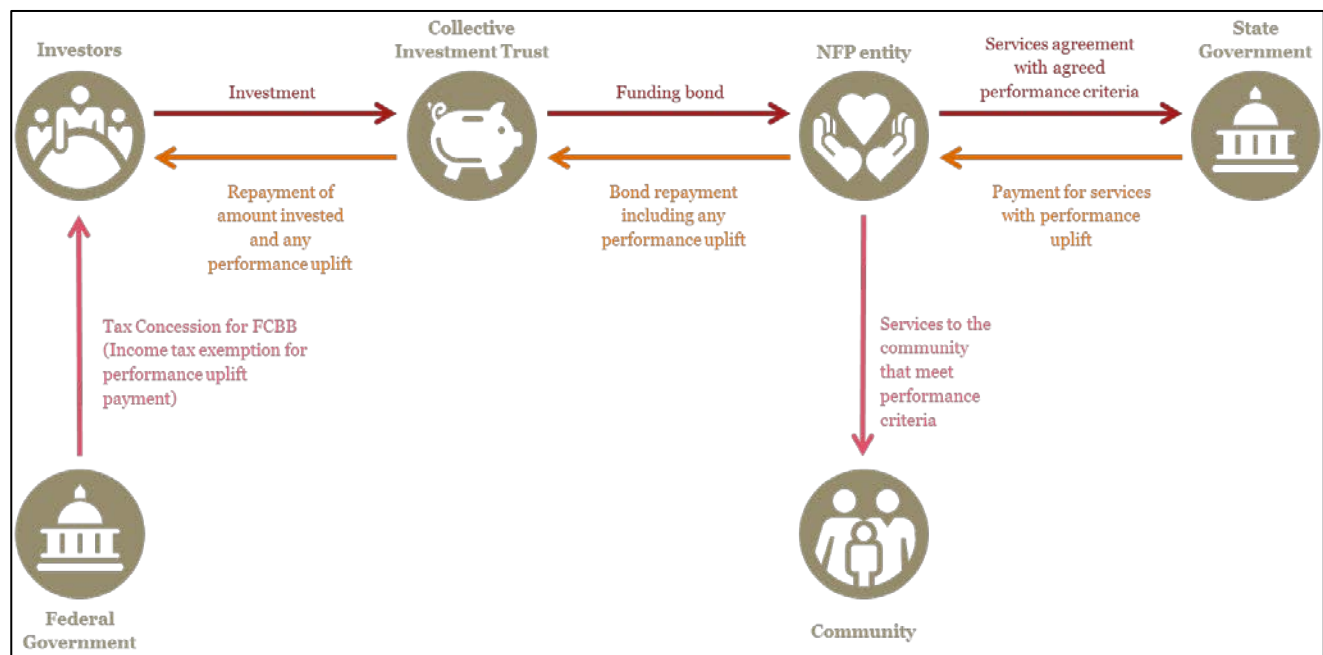 Investors
Collective
Investment Trust
NFP entity
State
Government
Investment
Funding bond
Services agreement
with agreed
performance criteria
Repayment of
amount invested
and any
performance uplift
Bond repayment
including any
performance uplift
Payment for services
with performance
uplift
Tax Concession for FCBB
(Income tax exemption for
performance uplift
payment)
Services to the
community
that meet
performance
criteria
Federal
Government
Community